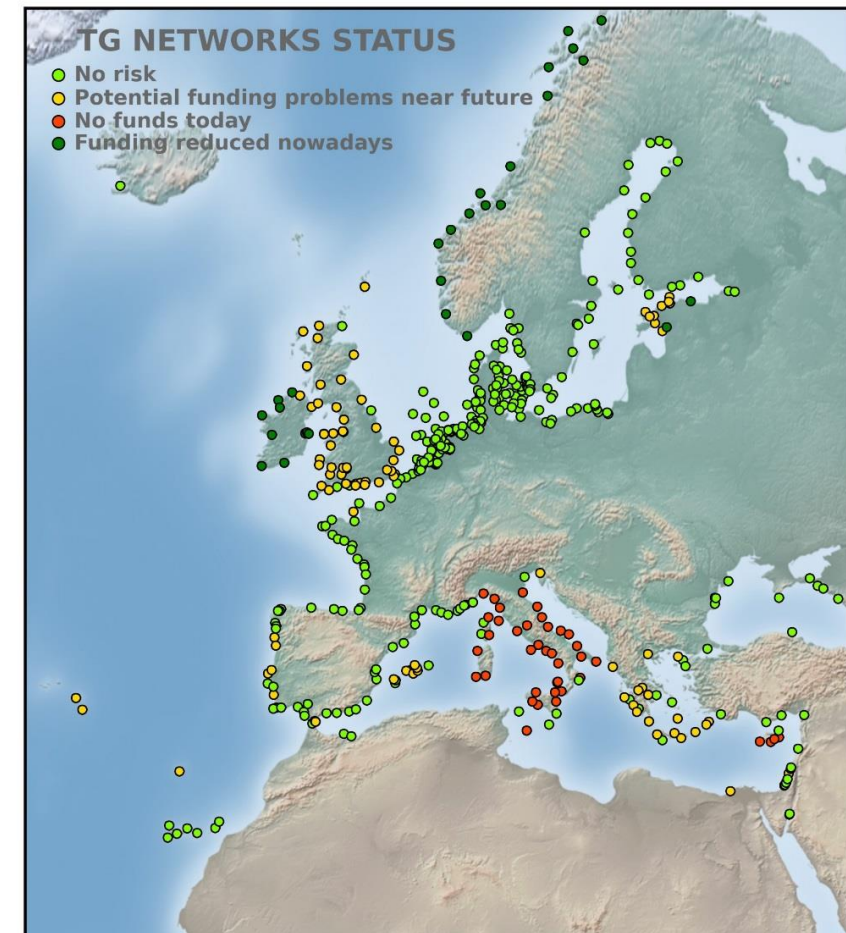 TG NETWORKS STATUS
No risk
Potential funding problems near future
No funds today
Funding reduced nowadays